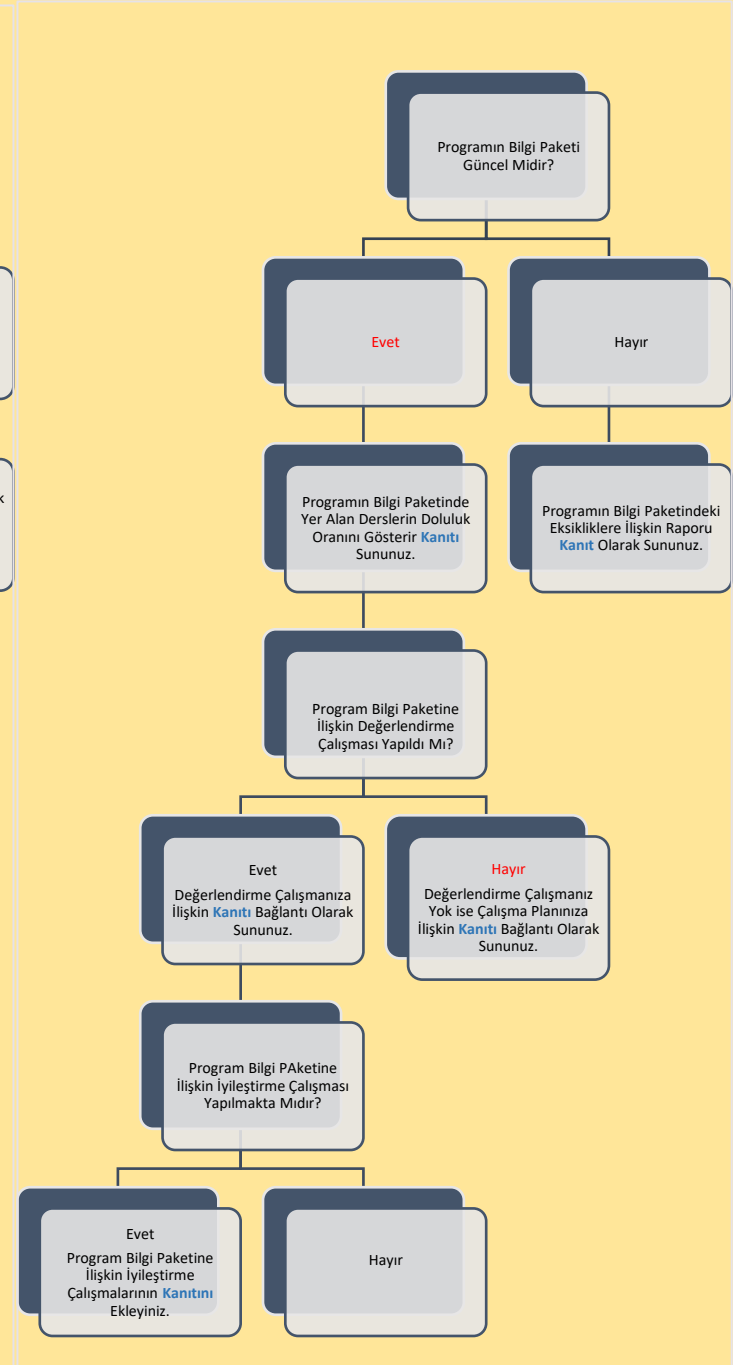 Programın Bilgi Paketi
Güncel Midir?
Evet
Hayır
Programın Bilgi Paketinde
Yer Alan Derslerin Doluluk
Oranını Gösterir Kanıtı
Sununuz.
Programın Bilgi Paketindeki
Eksikliklere İlişkin Raporu
Kanıt Olarak Sununuz.
k
Program Bilgi Paketine
İlişkin Değerlendirme
Çalışması Yapıldı Mı?
Evet
Değerlendirme Çalışmanıza
İlişkin Kanıtı Bağlantı Olarak
Sununuz.
Hayır
Değerlendirme Çalışmanız
Yok ise Çalışma Planınıza
İlişkin Kanıtı Bağlantı Olarak
Sununuz.
Program Bilgi PAketine
İlişkin İyileştirme Çalışması
Yapılmakta Mıdır?
Evet
Program Bilgi Paketine
İlişkin İyileştirme
Çalışmalarının Kanıtını
Ekleyiniz.
Hayır